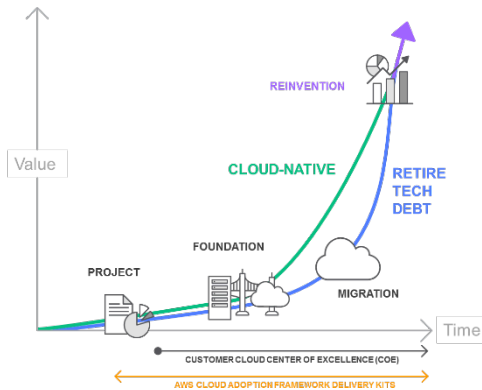 REINVENTION
Value
CLOUD-NATIVE
RETIRE
TECH
DEBT
FOUNDATION
PROJECT
MIGRATION
Time
CUSTOMER CLOUD CENTER OF EXCELLENCE (COE)
AWS CLOUD ADOPTION FRAMEWORK DELIVERY KITS